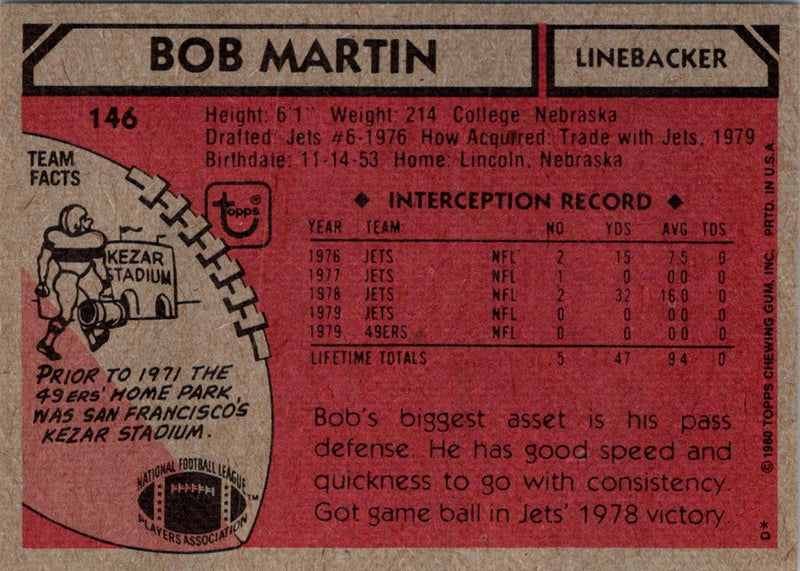 BOB MARTIN
LINEBACKER
146
Height: 6'1" Weight: 214 College: Nebraska
Drafted: Jets #6-1976 How Acquired: Trade with Jets, 1979
Birthdate: 11-14-53 Home: Lincoln, Nebraska
TEAM
FACTS
topps®
KEZAR
STADIUM
PRIOR TO 1971 THE
49ERS' HOME PARK
WAS SAN FRANCISCO'S
KEZAR STADIUM.
NATIONAL FOOTBALL LEAGUE
PLAYERS ASSOCIATION™
◆ INTERCEPTION RECORD ◆
YEAR TEAM NO YDS AVG TDS
1976 JETS NFL 2 15 7.5 0
1977 JETS NFL 1 0 0.0 0
1978 JETS NFL 2 32 16.0 0
1979 JETS NFL 0 0 0.0 0
1979 49ERS NFL 0 0 0.0 0
LIFETIME TOTALS 5 47 9.4 0
Bob's biggest asset is his pass
defense. He has good speed and
quickness to go with consistency.
Got game ball in Jets' 1978 victory.
© 1980 TOPPS CHEWING GUM, INC. PRTD. IN U.S.A.
D*